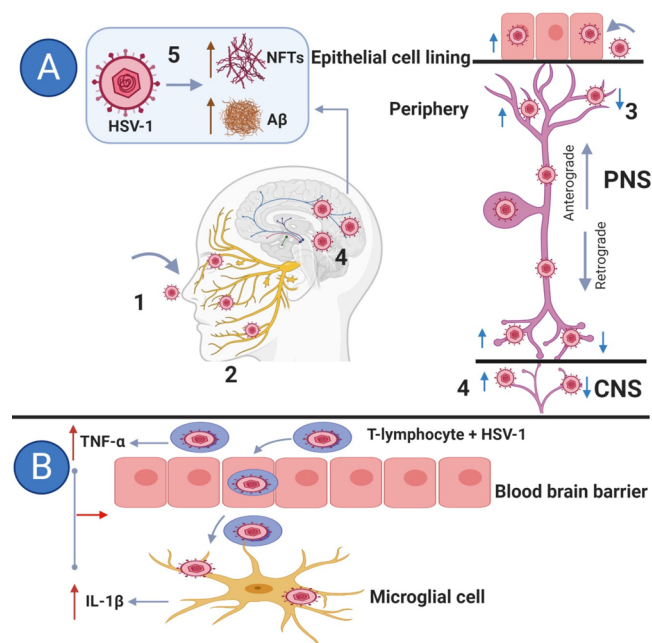 A
5
NFTs
HSV-1
Aβ
Epithelial cell lining
Periphery
3
Anterograde
PNS
Retrograde
1
4
2
4
CNS
B
TNF-α
T-lymphocyte + HSV-1
Blood brain barrier
IL-1β
Microglial cell